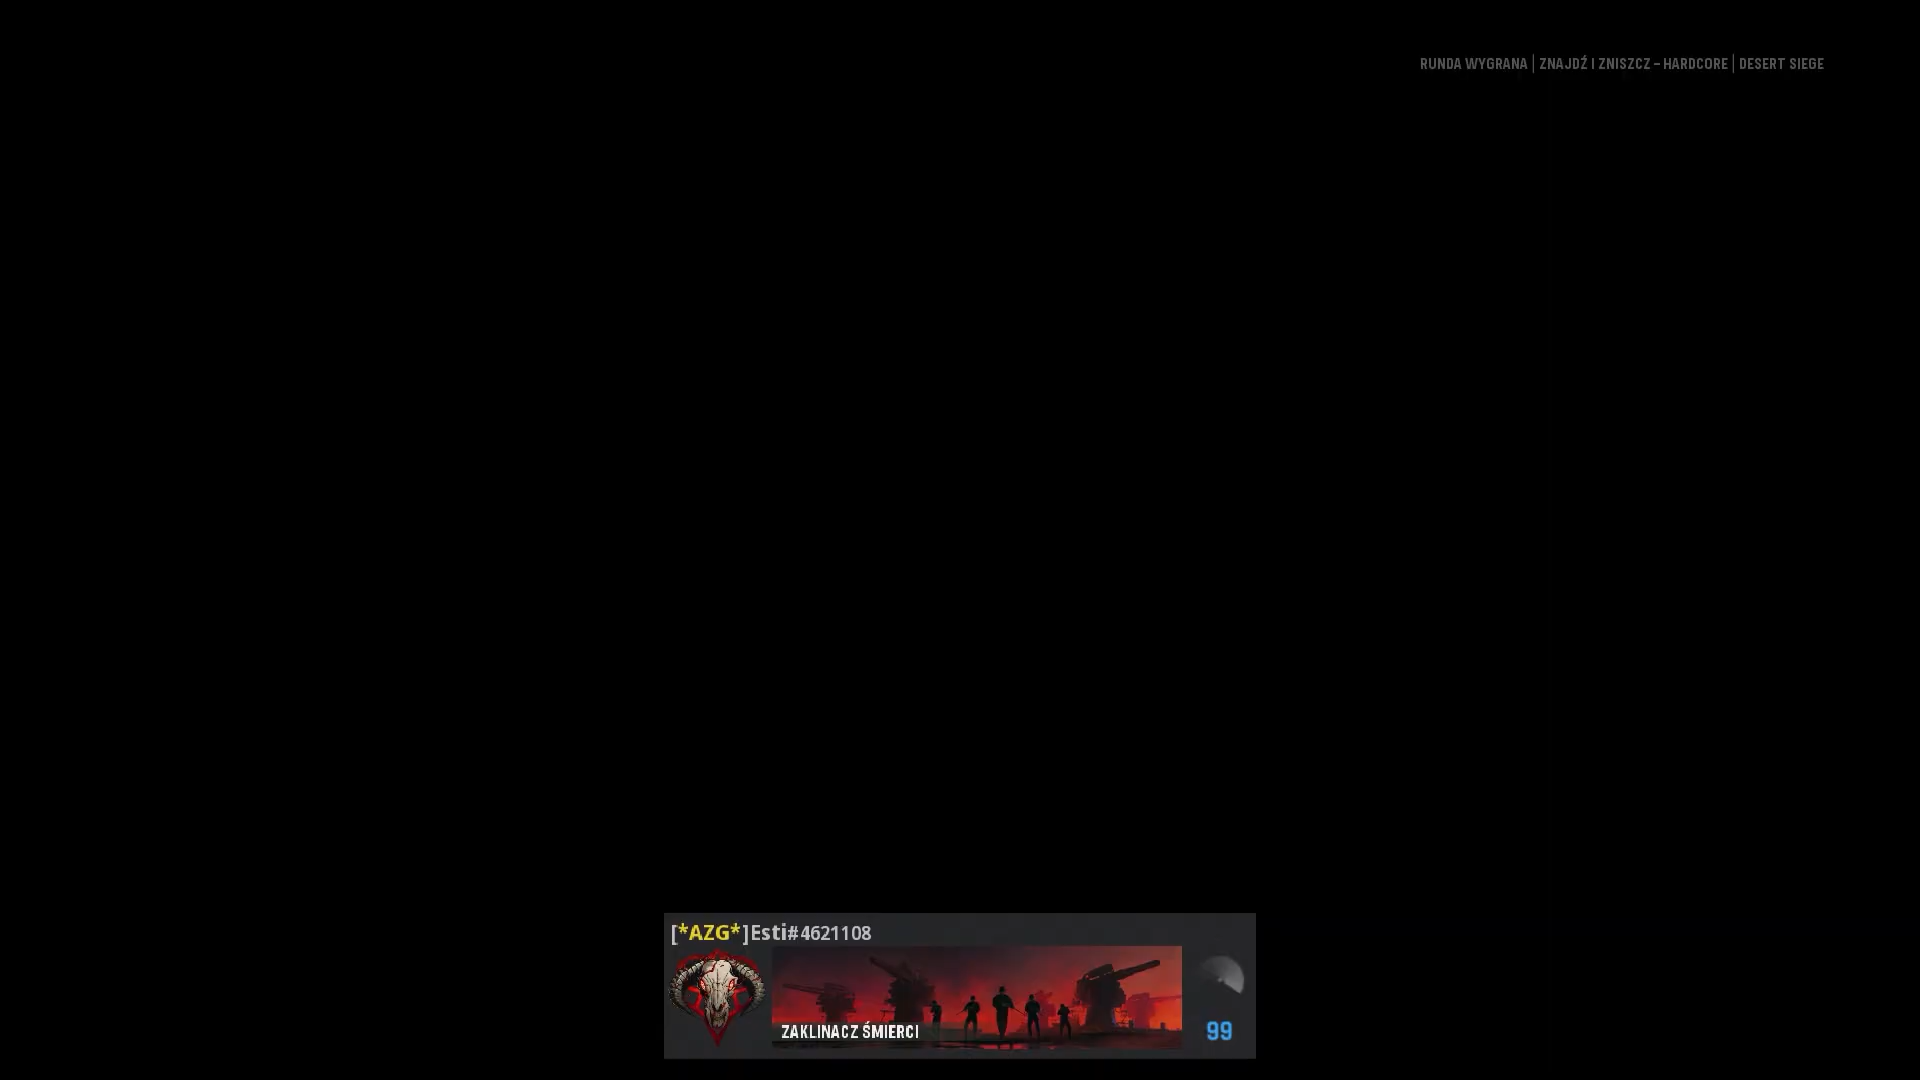 RUNDA WYGRANA | ZNAJDŹ I ZNISZCZ – HARDCORE | DESERT SIEGE
[*AZG*]Esti#4621108
ZAKLINACZ ŚMIERCI
99